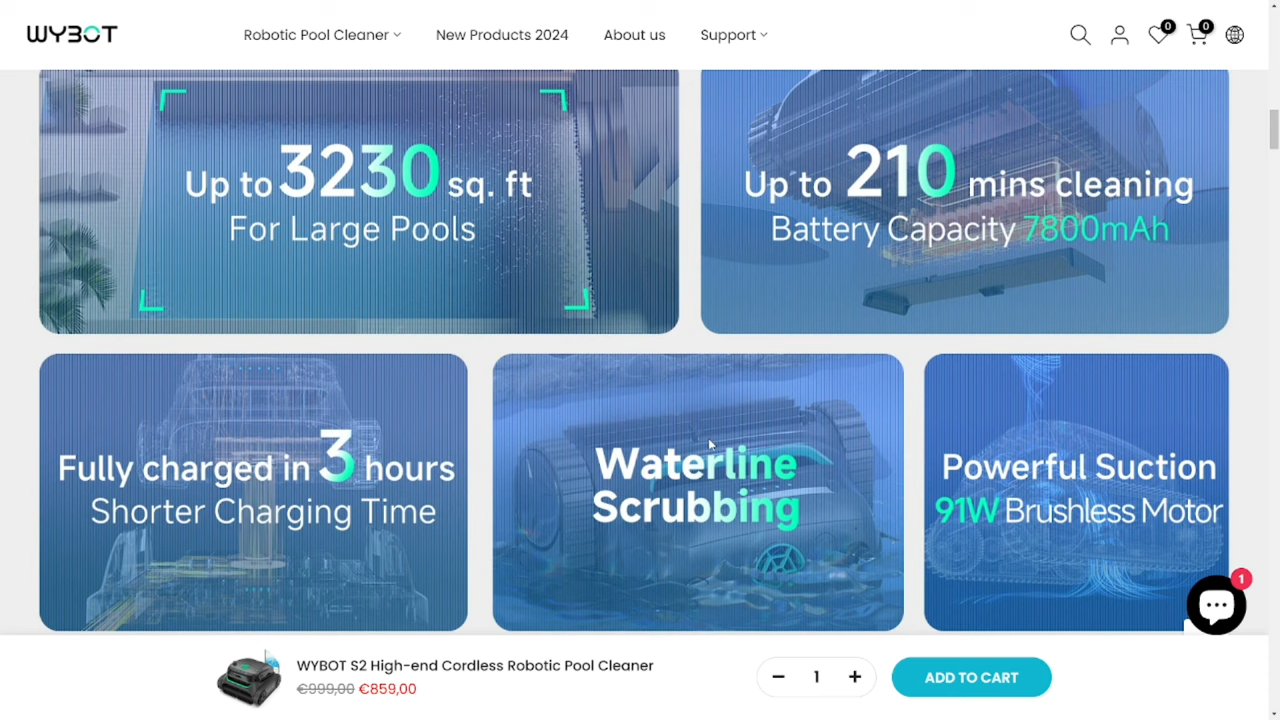 WYBOT
Robotic Pool Cleaner
New Products 2024
About us
Support
0
0
Up to 3230 sq. ft
For Large Pools
Up to 210 mins cleaning
Battery Capacity 7800mAh
Fully charged in 3 hours
Shorter Charging Time
Waterline
Scrubbing
Powerful Suction
91W Brushless Motor
1
WYBOT S2 High-end Cordless Robotic Pool Cleaner
€999,00 €859,00
− 1 +
ADD TO CART